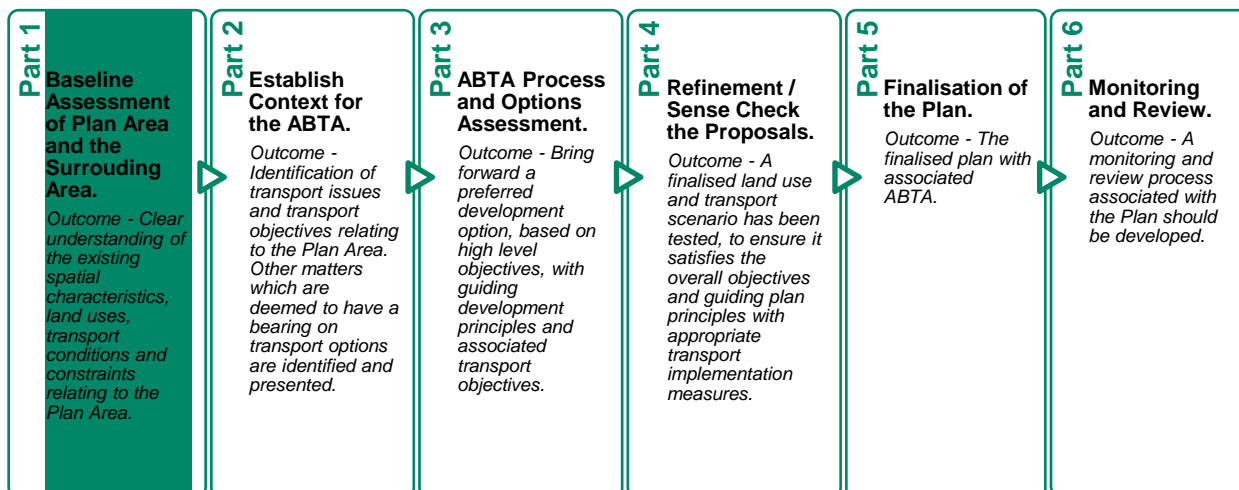 Part 1
Baseline
Assessment
of Plan Area
and the
Surrouding
Area.
Outcome - Clear
understanding of
the existing
spatial
characteristics,
land uses,
transport
conditions and
constraints
relating to the
Plan Area.
Part 2
Establish
Context for
the ABTA.
Outcome -
Identification of
transport issues
and transport
objectives relating
to the Plan Area.
Other matters
which are
deemed to have a
bearing on
transport options
are identified and
presented.
Part 3
ABTA Process
and Options
Assessment.
Outcome - Bring
forward a
preferred
development
option, based on
high level
objectives, with
guiding
development
principles and
associated
transport
objectives.
Part 4
Refinement /
Sense Check
the Proposals.
Outcome - A
finalised land use
and transport
scenario has been
tested, to ensure it
satisfies the
overall objectives
and guiding plan
principles with
appropriate
transport
implementation
measures.
Part 5
Finalisation of
the Plan.
Outcome - The
finalised plan with
associated
ABTA.
Part 6
Monitoring
and Review.
Outcome - A
monitoring and
review process
associated with
the Plan should
be developed.